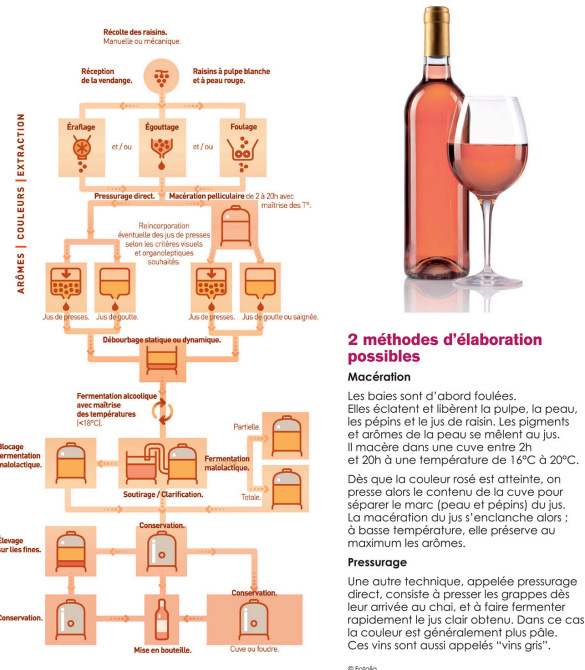 Récolte des raisins.
Manuelle ou mécanique.
Réception
de la vendange.
Raisins à pulpe blanche
et à peau rouge.
ARÔMES | COULEURS | EXTRACTION
Éraflage
et / ou
Égouttage
et / ou
Foulage
Pressurage direct.
Macération pelliculaire de 2 à 20h avec
maîtrise des T°.
Réincorporation
éventuelle des jus de presses
selon les critères visuels
et organoleptiques
souhaités.
Jus de presses.
Jus de goutte.
Jus de presses.
Jus de goutte ou saignée.
Débourbage statique ou dynamique.
Fermentation alcoolique
avec maîtrise
des températures
(<18°C).
Blocage
fermentation
malolactique.
Soutirage / Clarification.
Fermentation
malolactique.
Partielle.
Totale.
Élevage
sur lies fines.
Conservation.
Conservation.
Conservation.
Mise en bouteille.
Cuve ou foudre.
2 méthodes d'élaboration
possibles
Macération
Les baies sont d'abord foulées.
Elles éclatent et libèrent la pulpe, la peau,
les pépins et le jus de raisin. Les pigments
et arômes de la peau se mêlent au jus.
Il macère dans une cuve entre 2h
et 20h à une température de 16°C à 20°C.
Dès que la couleur rosé est atteinte, on
presse alors le contenu de la cuve pour
séparer le marc (peau et pépins) du jus.
La macération du jus s'enclanche alors ;
à basse température, elle préserve au
maximum les arômes.
Pressurage
Une autre technique, appelée pressurage
direct, consiste à presser les grappes dès
leur arrivée au chai, et à faire fermenter
rapidement le jus clair obtenu. Dans ce cas
la couleur est généralement plus pâle.
Ces vins sont aussi appelés “vins gris”.
© Fotolia